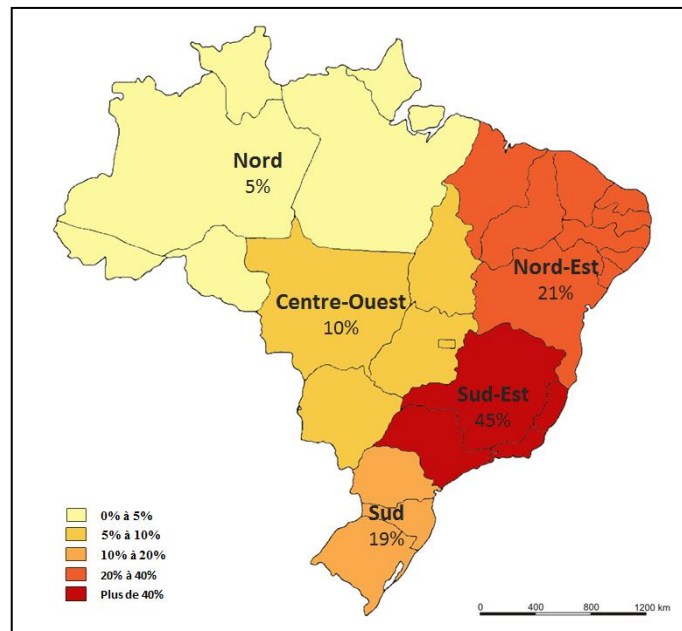 Nord
5%
Nord-Est
21%
Centre-Ouest
10%
Sud-Est
45%
Sud
19%
0% à 5%
5% à 10%
10% à 20%
20% à 40%
Plus de 40%
0 400 800 1200 km